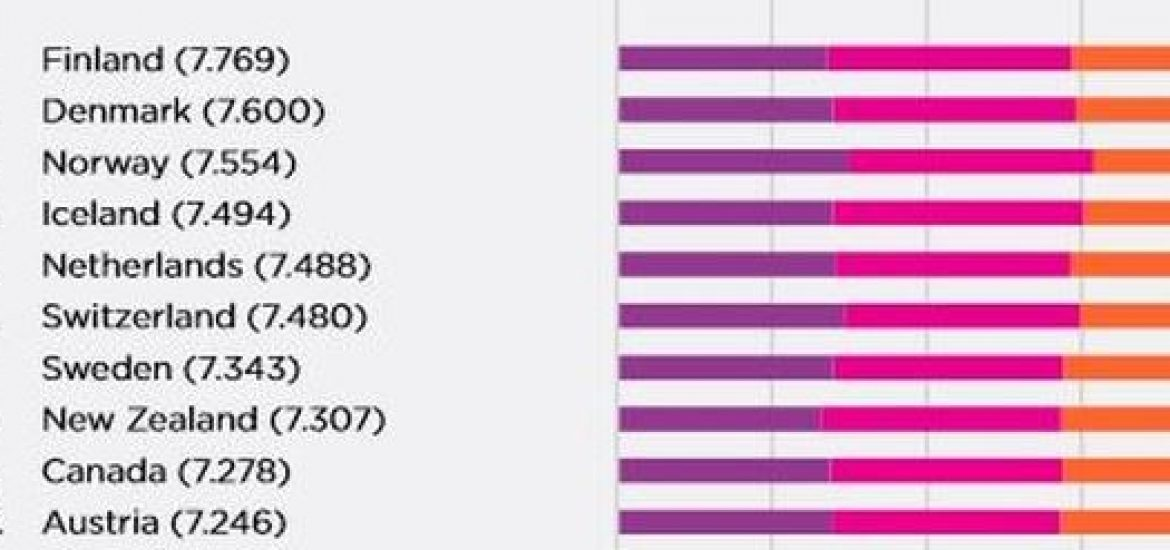 Finland (7.769)
Denmark (7.600)
Norway (7.554)
Iceland (7.494)
Netherlands (7.488)
Switzerland (7.480)
Sweden (7.343)
New Zealand (7.307)
Canada (7.278)
Austria (7.246)